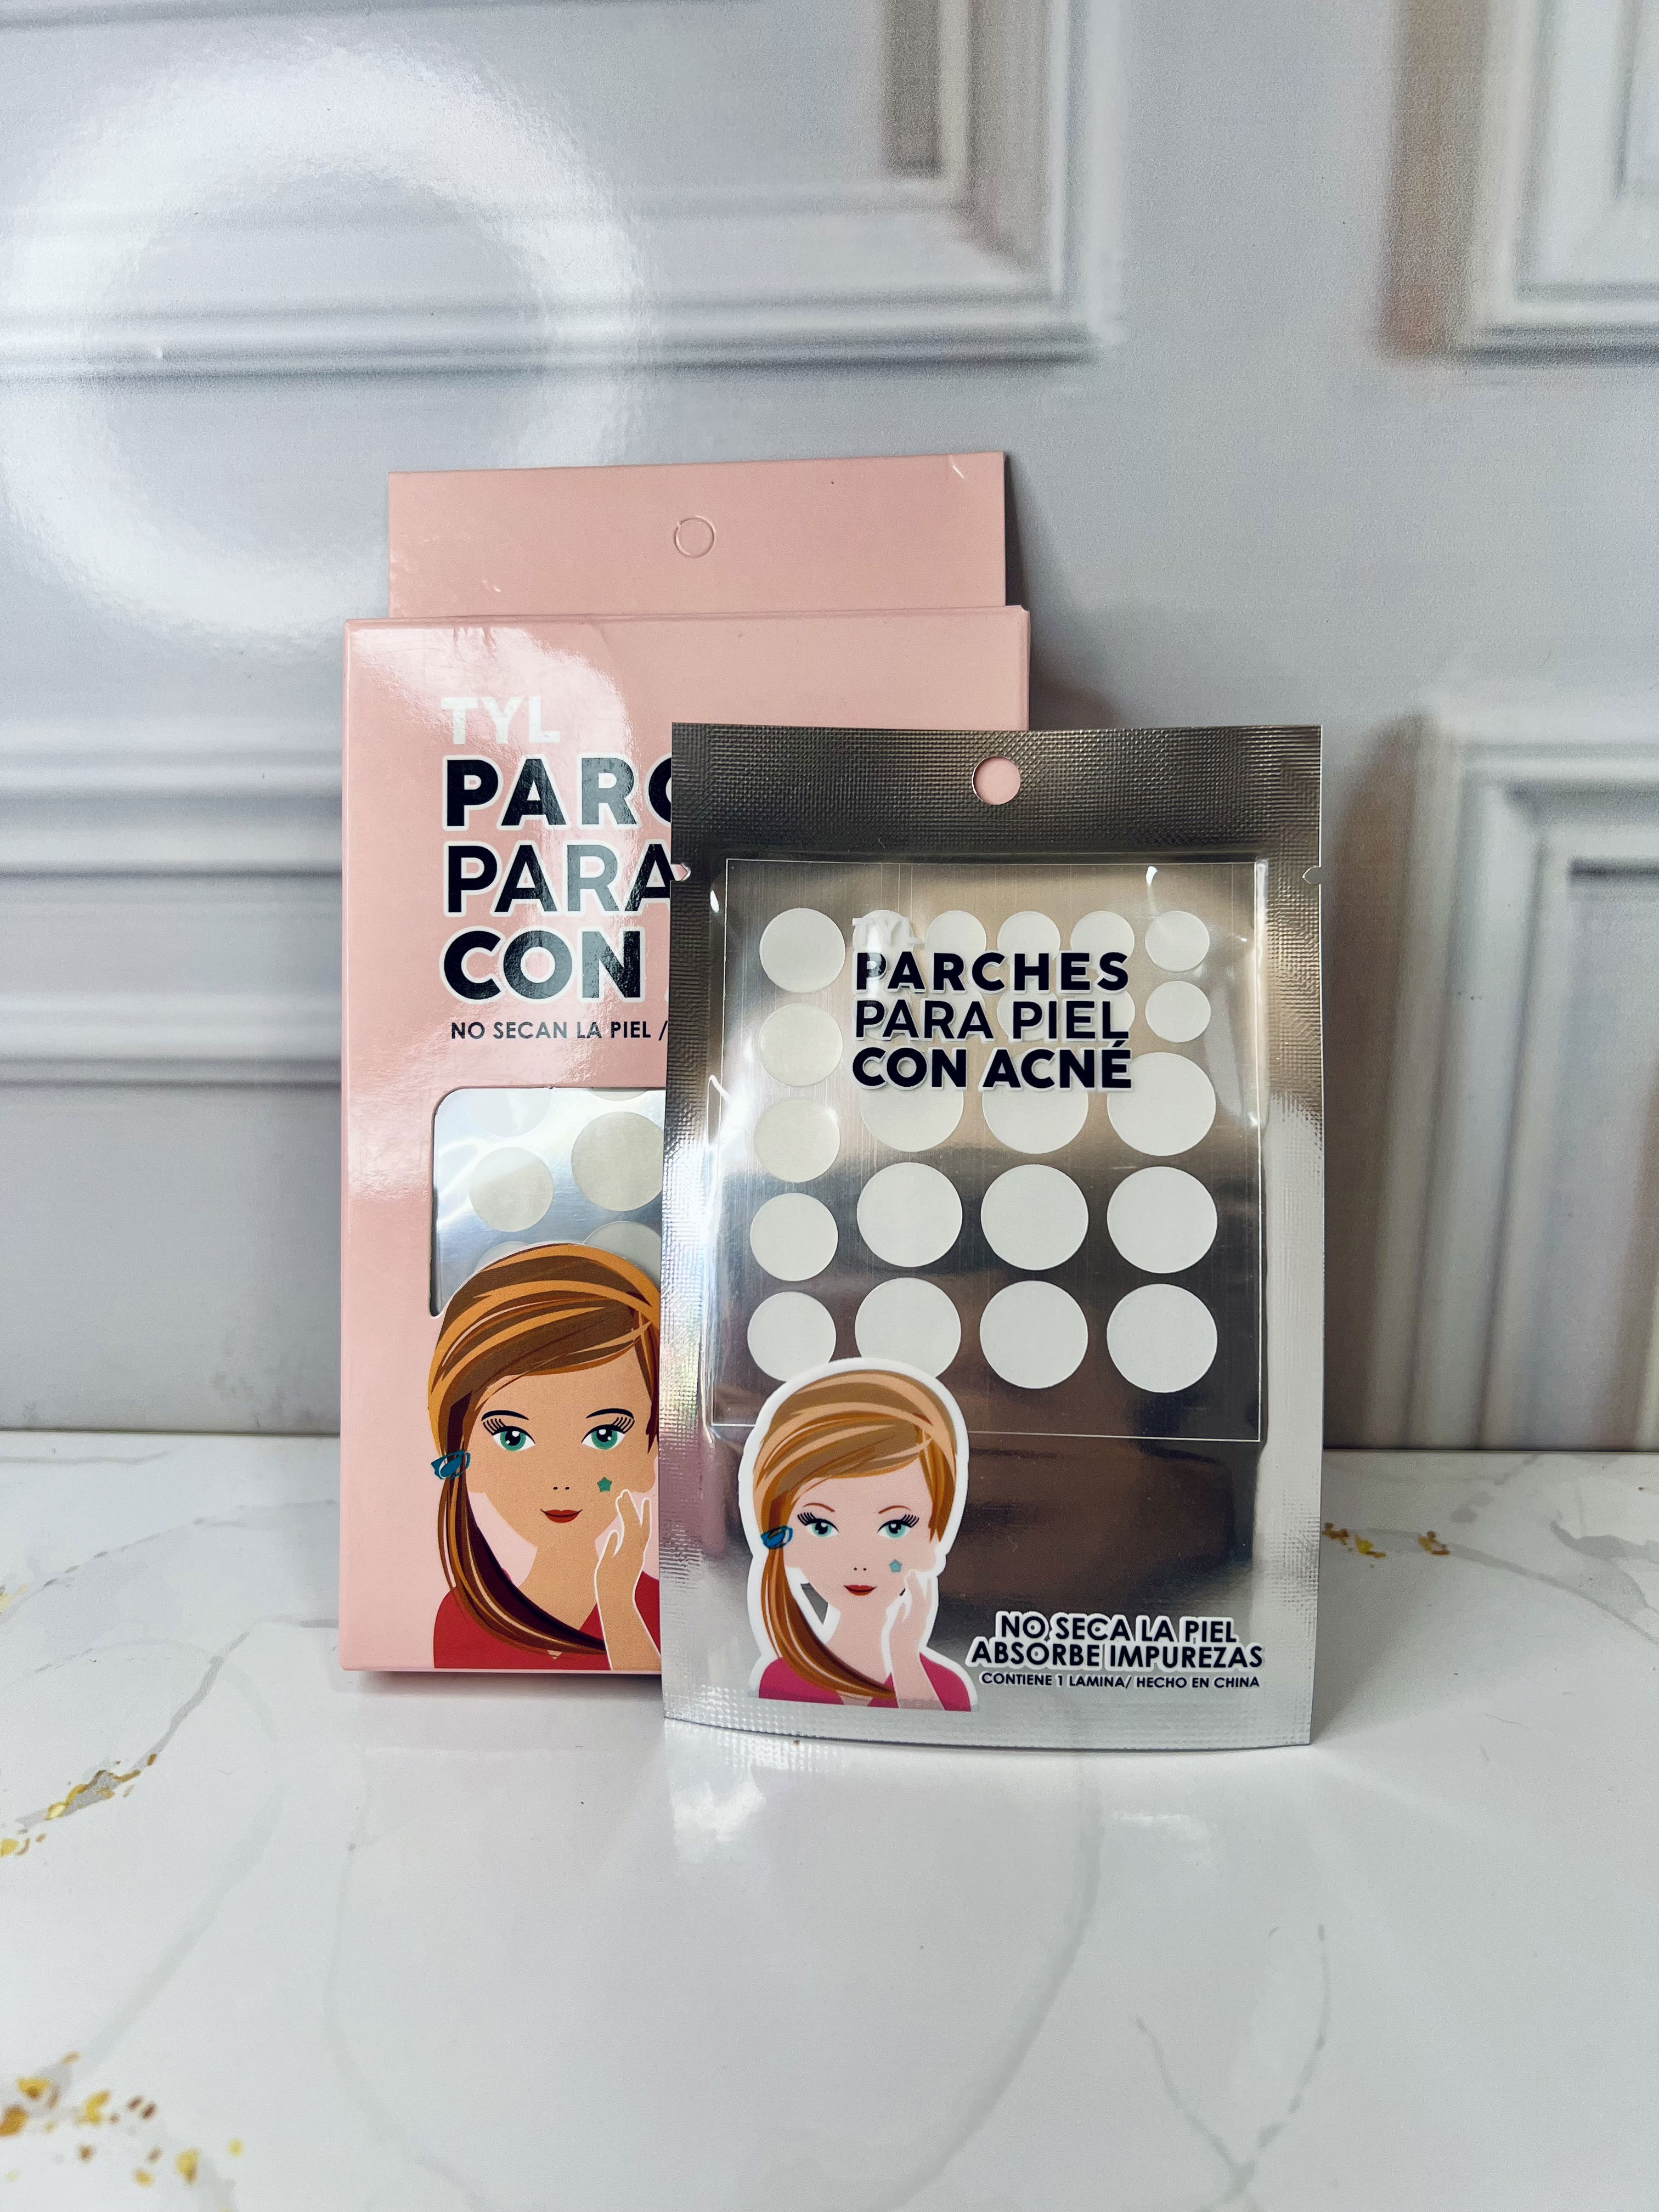 TYL
PARC
PARA
CON
NO SECAN LA PIEL /
TYL
PARCHES
PARA PIEL
CON ACNÉ
NO SECA LA PIEL
ABSORBE IMPUREZAS
CONTIENE 1 LAMINA/ HECHO EN CHINA